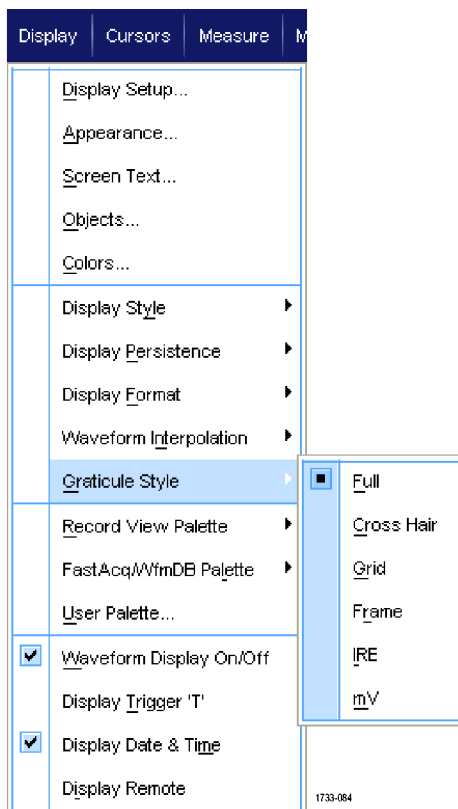 Display Cursors Measure M
Display Setup...
Appearance...
Screen Text...
Objects...
Colors...
Display Style
Display Persistence
Display Format
Waveform Interpolation
Graticule Style
Record View Palette
FastAcq/WfmDB Palette
User Palette...
Waveform Display On/Off
Display Trigger 'T'
Display Date & Time
Display Remote
Full
Cross Hair
Grid
Frame
IRE
mV
1733-084